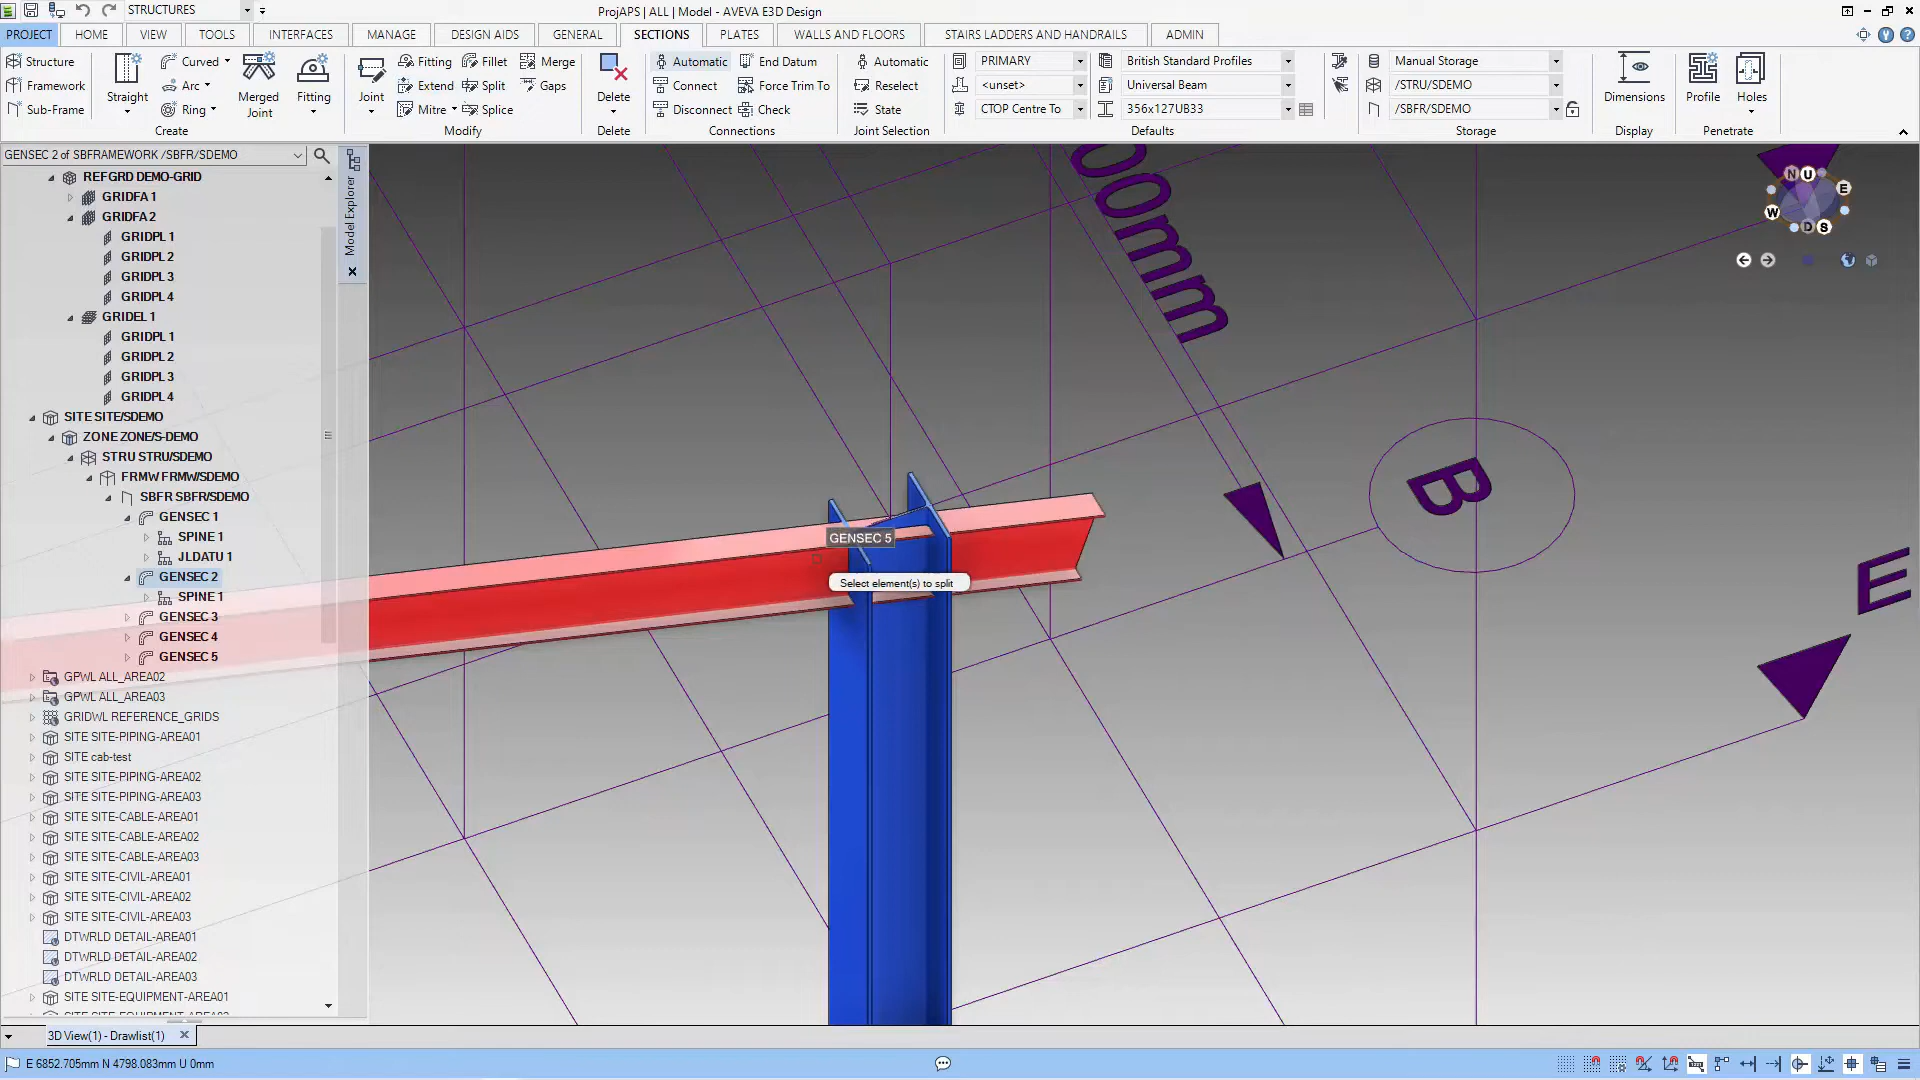 STRUCTURES
ProjAPS | ALL | Model - AVEVA E3D Design
PROJECT HOME VIEW TOOLS INTERFACES MANAGE DESIGN AIDS GENERAL SECTIONS PLATES WALLS AND FLOORS STAIRS LADDERS AND HANDRAILS ADMIN
Structure
Framework
Sub-Frame
Straight
Curved
Arc
Ring
Merged Joint
Fitting
Create
Joint
Fitting
Extend
Mitre
Fillet
Split
Splice
Merge
Gaps
Modify
Delete
Delete
Automatic
Connect
Disconnect
End Datum
Force Trim To
Check
Connections
Automatic
Reselect
State
Joint Selection
PRIMARY
<unset>
CTOP Centre To
British Standard Profiles
Universal Beam
356x127UB33
Defaults
Manual Storage
/STRU/SDEMO
/SBFR/SDEMO
Storage
Dimensions
Display
Profile
Holes
Penetrate
GENSEC 2 of SBFRAMEWORK /SBFR/SDEMO
Model Explorer
REFGRD DEMO-GRID
GRIDFA 1
GRIDFA 2
GRIDPL 1
GRIDPL 2
GRIDPL 3
GRIDPL 4
GRIDEL 1
GRIDPL 1
GRIDPL 2
GRIDPL 3
GRIDPL 4
SITE SITE/SDEMO
ZONE ZONE/S-DEMO
STRU STRU/SDEMO
FRMW FRMW/SDEMO
SBFR SBFR/SDEMO
GENSEC 1
SPINE 1
JLDATU 1
GENSEC 2
SPINE 1
GENSEC 3
GENSEC 4
GENSEC 5
GPWL ALL_AREA02
GPWL ALL_AREA03
GRIDWL REFERENCE_GRIDS
SITE SITE-PIPING-AREA01
SITE cab-test
SITE SITE-PIPING-AREA02
SITE SITE-PIPING-AREA03
SITE SITE-CABLE-AREA01
SITE SITE-CABLE-AREA02
SITE SITE-CABLE-AREA03
SITE SITE-CIVIL-AREA01
SITE SITE-CIVIL-AREA02
SITE SITE-CIVIL-AREA03
DTWRLD DETAIL-AREA01
DTWRLD DETAIL-AREA02
DTWRLD DETAIL-AREA03
SITE SITE-EQUIPMENT-AREA01
00mm
B
E
N U E W D S
GENSEC 5
Select element(s) to split
3D View(1) - Drawlist(1)
E 6852.705mm N 4798.083mm U 0mm